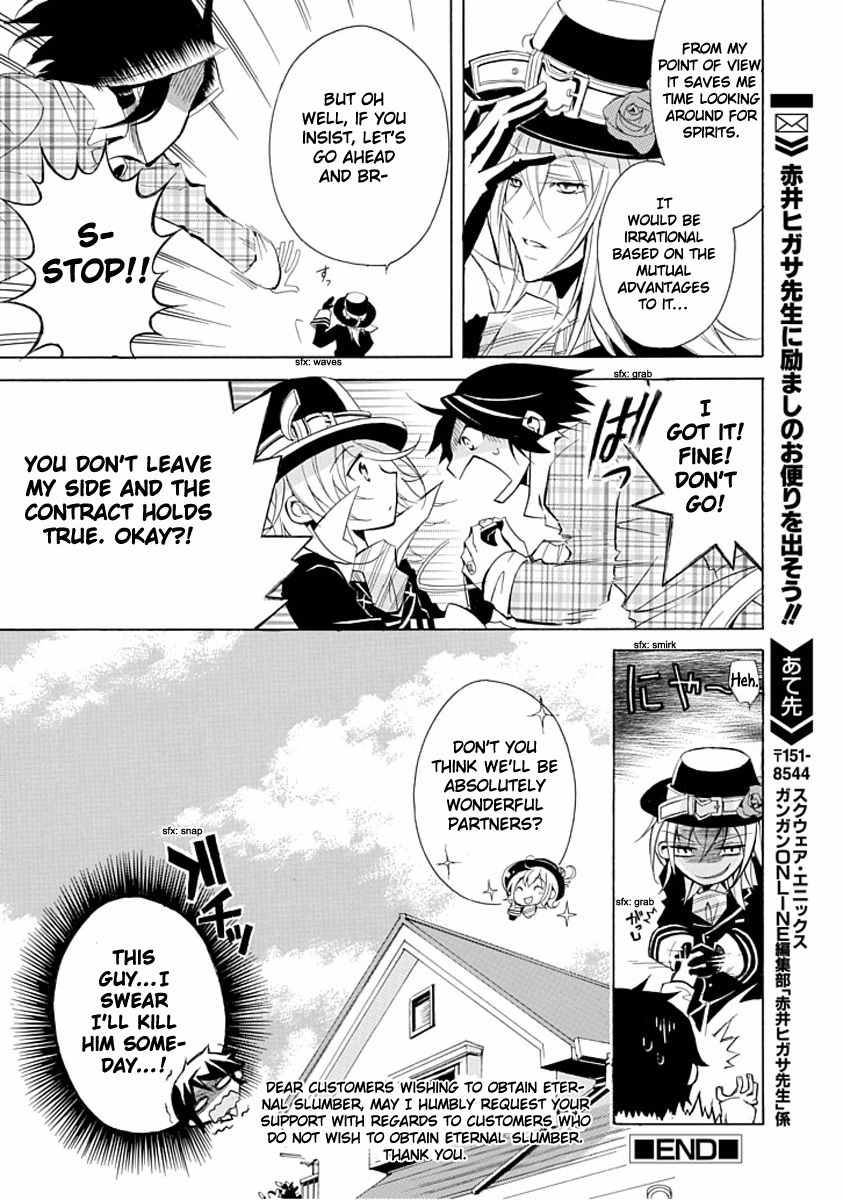 FROM MY
POINT OF VIEW,
IT SAVES ME
TIME LOOKING
AROUND FOR
SPIRITS.
IT
WOULD BE
IRRATIONAL
BASED ON THE
MUTUAL
ADVANTAGES
TO IT...
BUT OH
WELL, IF YOU
INSIST, LET'S
GO AHEAD
AND BR-
S-
STOP!!
すっ
sfx: waves
sfx: grab
I
GOT IT!
FINE!
DON'T
GO!
ばっ
YOU DON'T LEAVE
MY SIDE AND THE
CONTRACT HOLDS
TRUE. OKAY?!
sfx: smirk
Heh.
にゃ〜
sfx: grab
がっ
DON'T YOU
THINK WE'LL BE
ABSOLUTELY
WONDERFUL
PARTNERS?
sfx: snap
THIS
GUY...I
SWEAR
I'LL KILL
HIM SOME-
DAY...!
DEAR CUSTOMERS WISHING TO OBTAIN ETER-
NAL SLUMBER, MAY I HUMBLY REQUEST YOUR
SUPPORT WITH REGARDS TO CUSTOMERS WHO
DO NOT WISH TO OBTAIN ETERNAL SLUMBER.
THANK YOU.
■END■
赤井ヒガサ先生に励ましのお便りを出そう!!
あて先
〒151-
8544
スクウェア・エニックス
ガンガンONLINE編集部「赤井ヒガサ先生」係